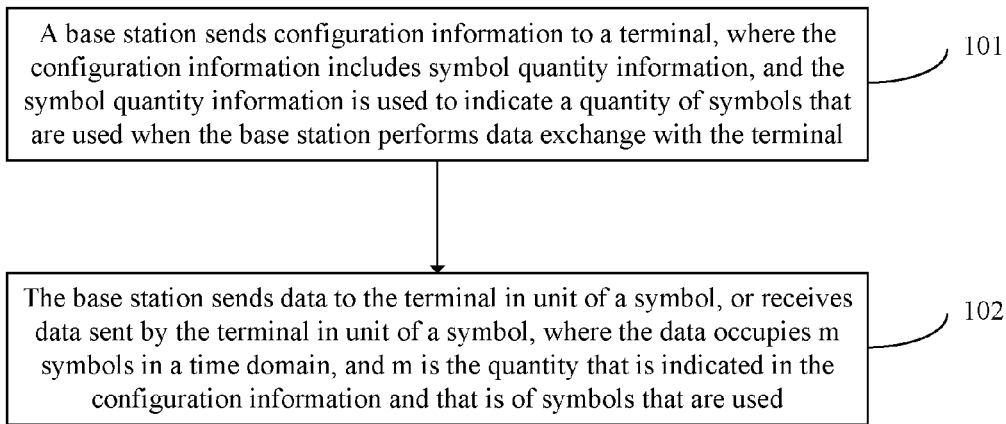 A base station sends configuration information to a terminal, where the
configuration information includes symbol quantity information, and the
symbol quantity information is used to indicate a quantity of symbols that
are used when the base station performs data exchange with the terminal
101
The base station sends data to the terminal in unit of a symbol, or receives
data sent by the terminal in unit of a symbol, where the data occupies m
symbols in a time domain, and m is the quantity that is indicated in the
configuration information and that is of symbols that are used
102